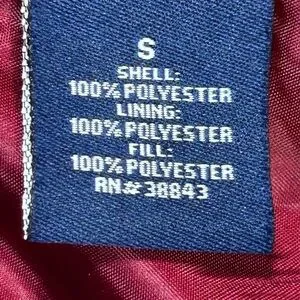 S
SHELL:
100% POLYESTER
LINING:
100% POLYESTER
FILL:
100% POLYESTER
RN# 38843